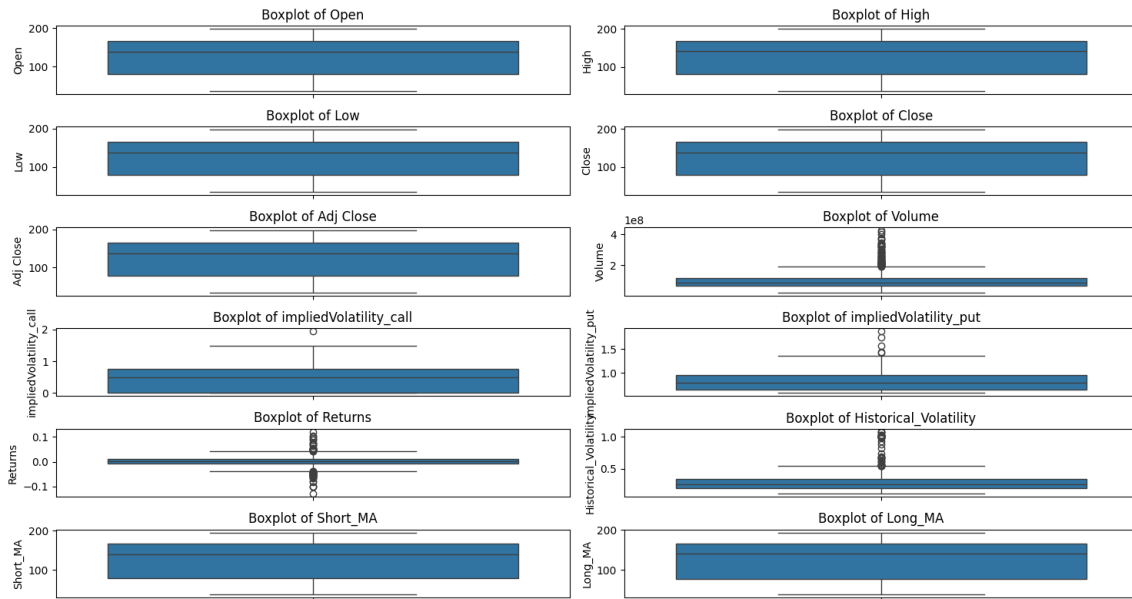 Boxplot of Open
Open
200
100
Boxplot of High
High
200
100
Boxplot of Low
Low
200
100
Boxplot of Close
Close
200
100
Boxplot of Adj Close
Adj Close
200
100
Boxplot of Volume
Volume
1e8
4
2
Boxplot of impliedVolatility_call
impliedVolatility_call
2
1
0
Boxplot of impliedVolatility_put
impliedVolatility_put
1.5
1.0
Boxplot of Returns
Returns
0.1
0.0
−0.1
Boxplot of Historical_Volatility
Historical_Volatility
1.0
0.5
Boxplot of Short_MA
Short_MA
200
100
Boxplot of Long_MA
Long_MA
200
100